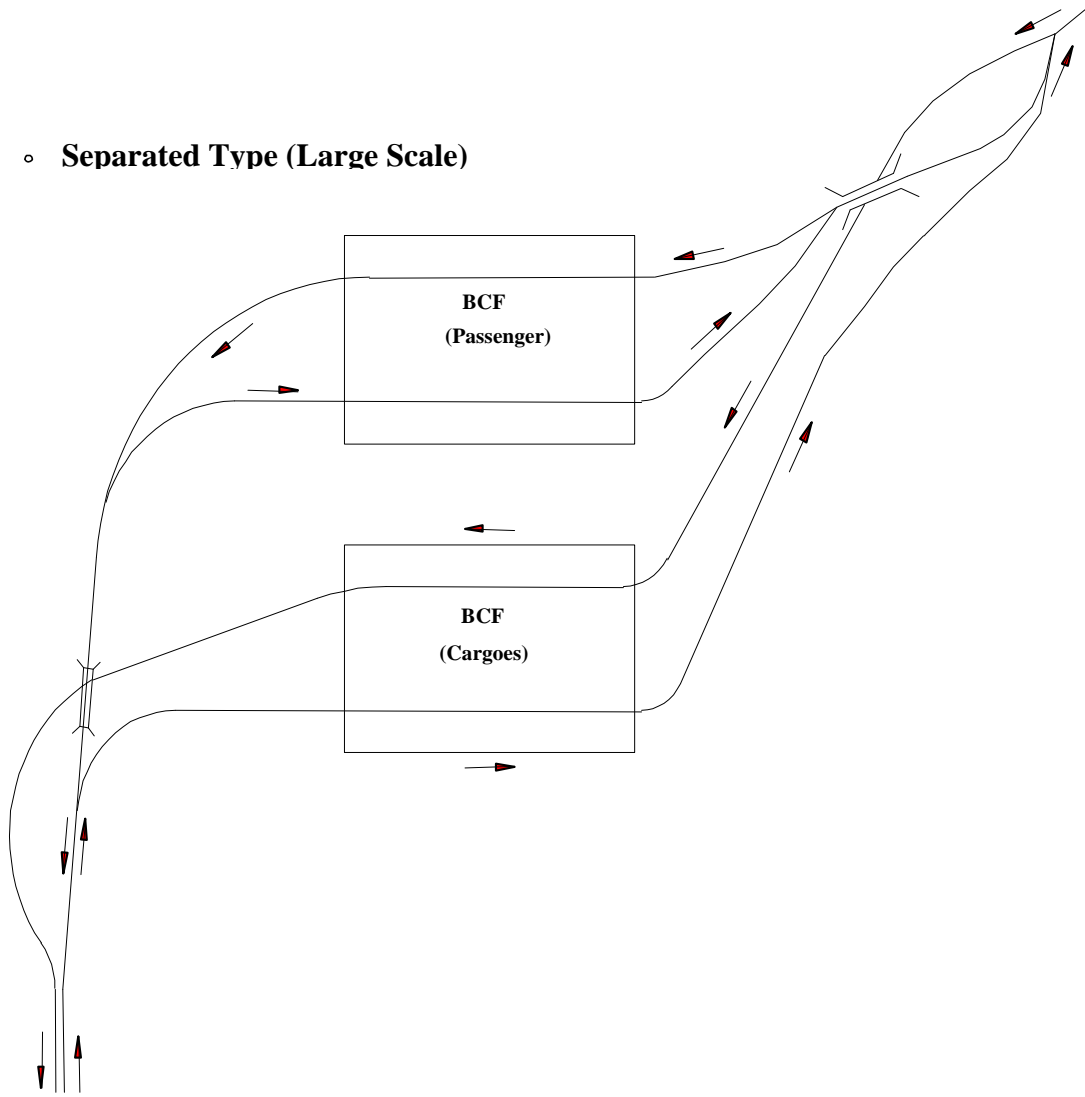 Separated Type (Large Scale)
BCF
(Passenger)
BCF
(Cargoes)